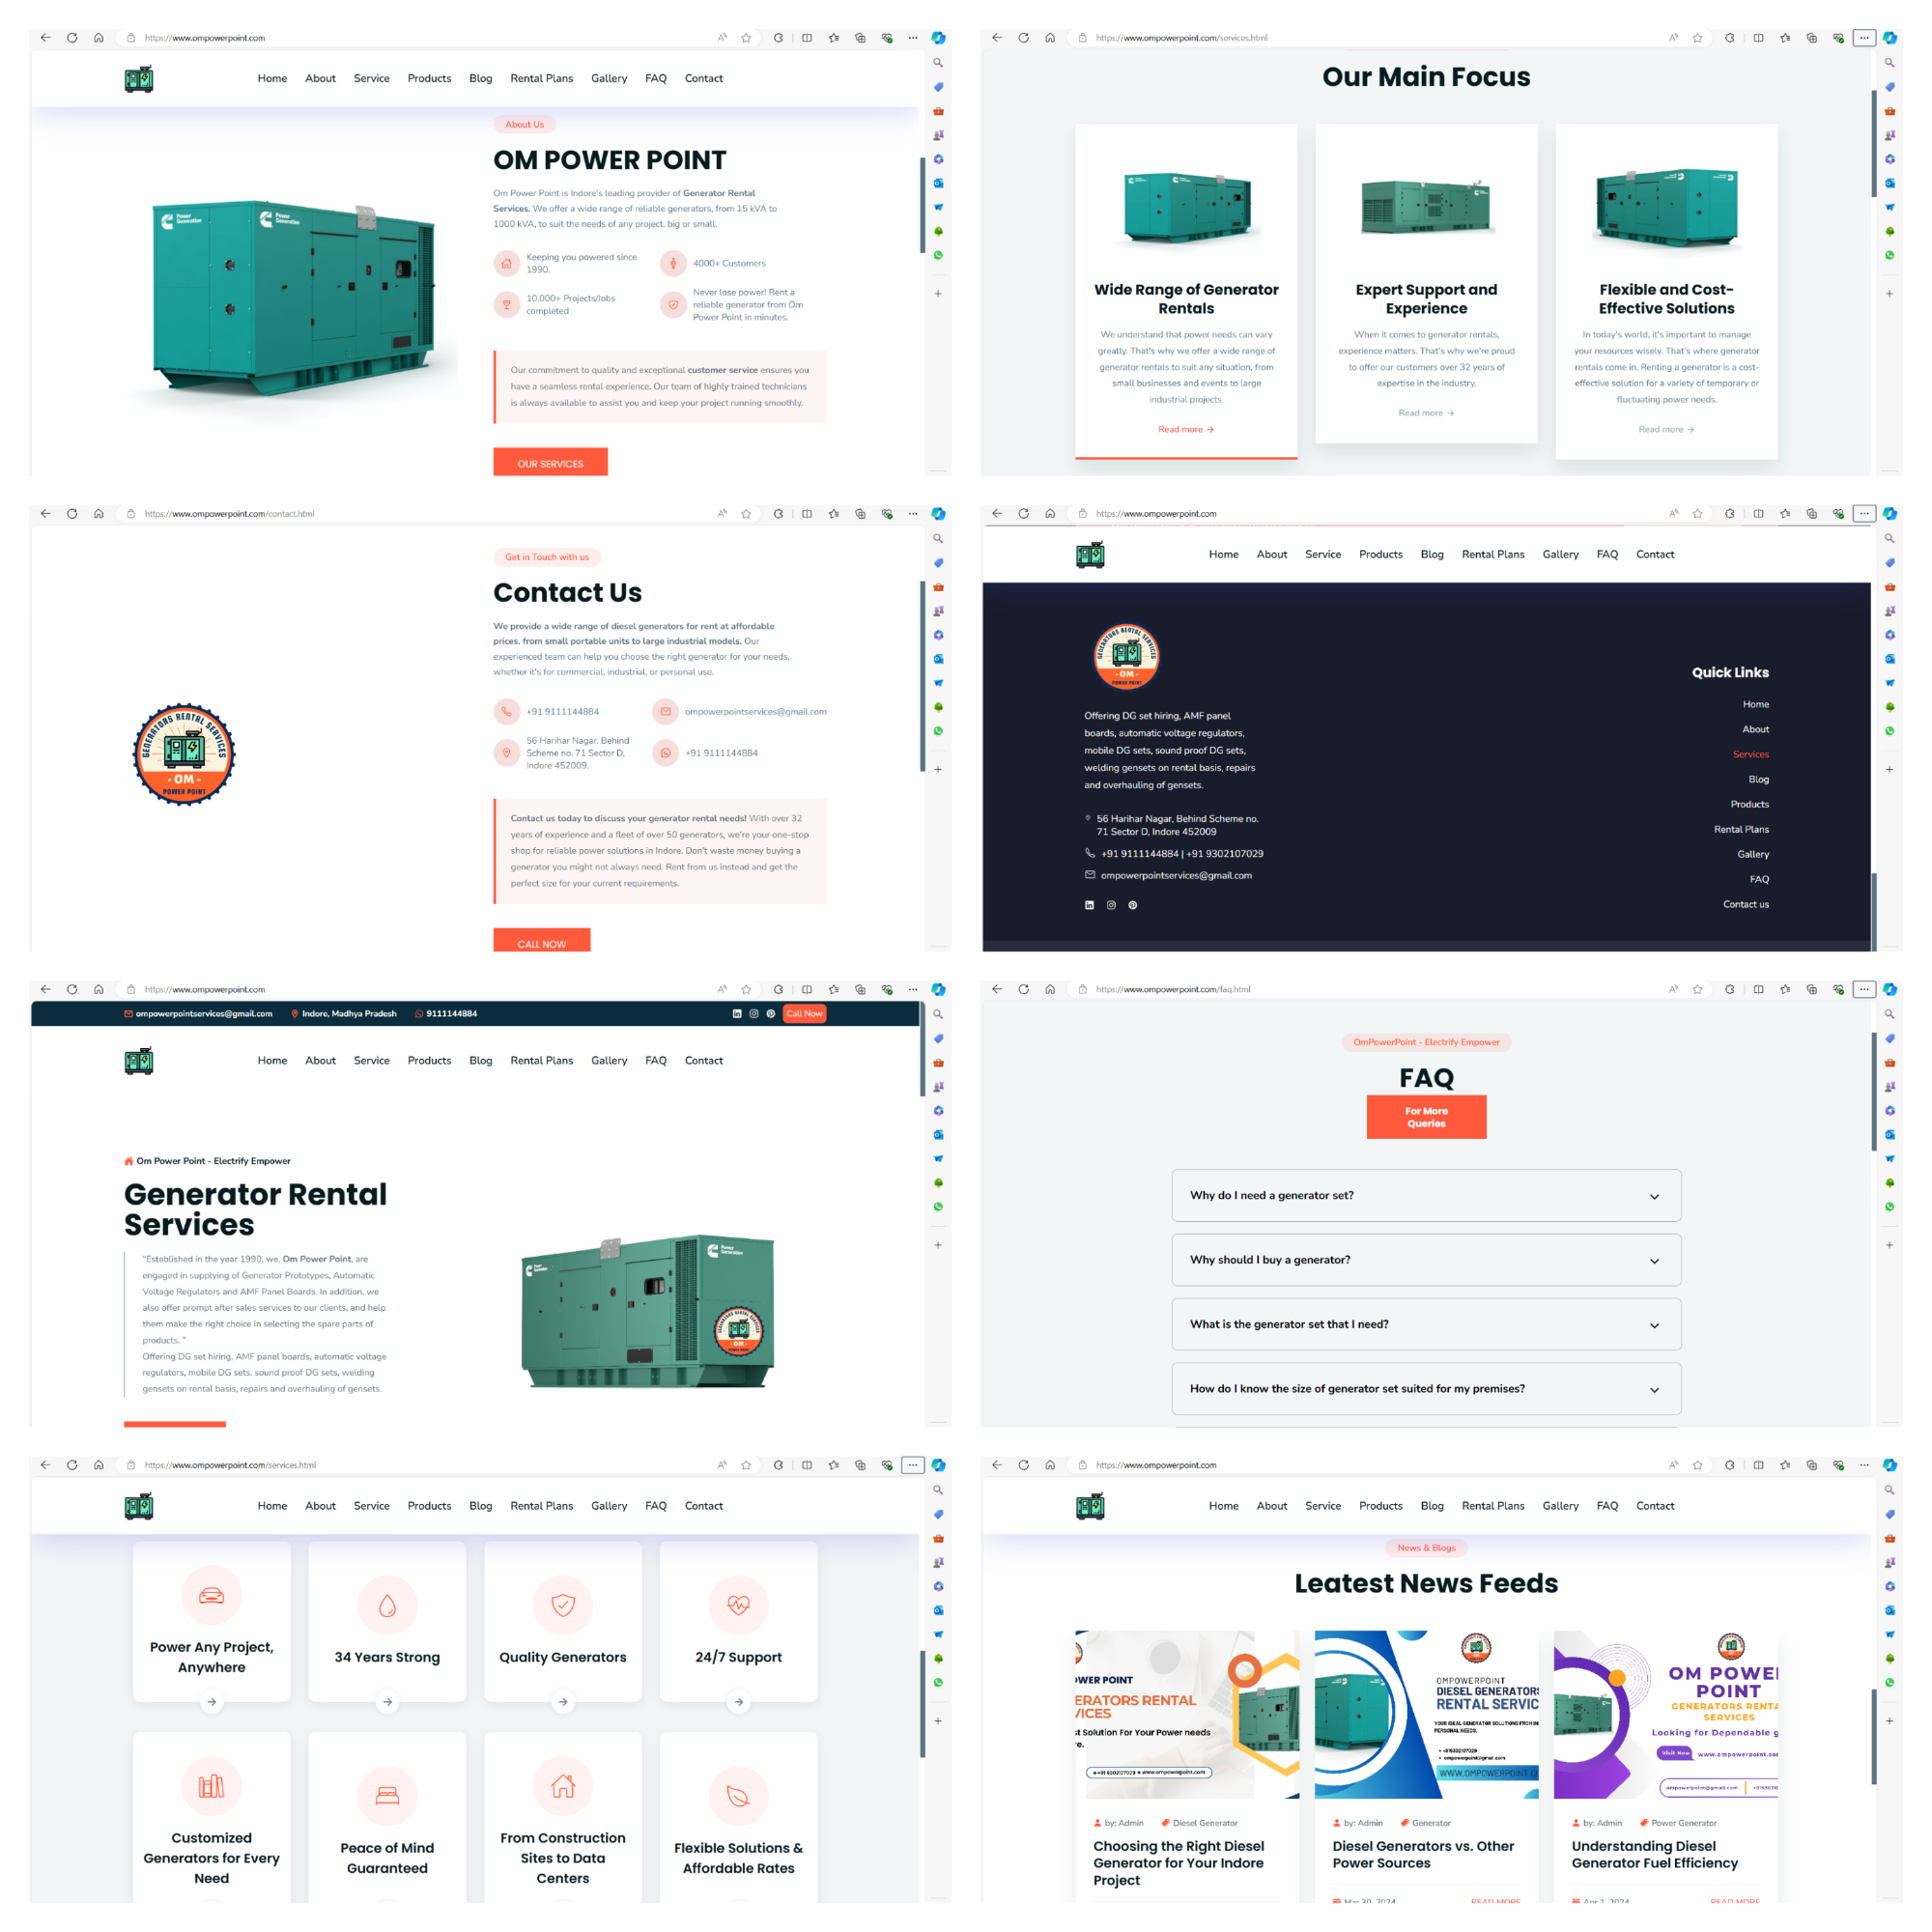 https://www.ompowerpoint.com
Home About Service Products Blog Rental Plans Gallery FAQ Contact
About Us
OM POWER POINT
Om Power Point is Indore's leading provider of Generator Rental
Services. We offer a wide range of reliable generators, from 15 kVA to
1000 kVA, to suit the needs of any project, big or small.
Keeping you powered since
1990.
4000+ Customers
10,000+ Projects/Jobs
completed
Never lose power! Rent a
reliable generator from Om
Power Point in minutes.
Our commitment to quality and exceptional customer service ensures you
have a seamless rental experience. Our team of highly trained technicians
is always available to assist you and keep your project running smoothly.
OUR SERVICES
Power
Generation
Power
Generation
https://www.ompowerpoint.com/services.html
Our Main Focus
Wide Range of Generator
Rentals
We understand that power needs can vary
greatly. That's why we offer a wide range of
generator rentals to suit any situation, from
small businesses and events to large
industrial projects.
Read more →
Expert Support and
Experience
When it comes to generator rentals,
experience matters. That's why we're proud
to offer our customers over 32 years of
expertise in the industry.
Read more →
Flexible and Cost-
Effective Solutions
In today's world, it's important to manage
your resources wisely. That's where generator
rentals come in. Renting a generator is a cost-
effective solution for a variety of temporary or
fluctuating power needs.
Read more →
https://www.ompowerpoint.com/contact.html
GENERATORS RENTAL SERVICES
- OM -
POWER POINT
Get in Touch with us
Contact Us
We provide a wide range of diesel generators for rent at affordable
prices, from small portable units to large industrial models. Our
experienced team can help you choose the right generator for your needs,
whether it's for commercial, industrial, or personal use.
+91 9111144884
ompowerpointservices@gmail.com
56 Harihar Nagar, Behind
Scheme no. 71 Sector D,
Indore 452009.
+91 9111144884
Contact us today to discuss your generator rental needs! With over 32
years of experience and a fleet of over 50 generators, we're your one-stop
shop for reliable power solutions in Indore. Don't waste money buying a
generator you might not always need. Rent from us instead and get the
perfect size for your current requirements.
CALL NOW
https://www.ompowerpoint.com
Home About Service Products Blog Rental Plans Gallery FAQ Contact
GENERATORS RENTAL SERVICES
- OM -
POWER POINT
Offering DG set hiring, AMF panel
boards, automatic voltage regulators,
mobile DG sets, sound proof DG sets,
welding gensets on rental basis, repairs
and overhauling of gensets.
56 Harihar Nagar, Behind Scheme no.
71 Sector D, Indore 452009
+91 9111144884 | +91 9302107029
ompowerpointservices@gmail.com
Quick Links
Home
About
Services
Blog
Products
Rental Plans
Gallery
FAQ
Contact us
https://www.ompowerpoint.com
ompowerpointservices@gmail.com Indore, Madhya Pradesh 9111144884 Call Now
Home About Service Products Blog Rental Plans Gallery FAQ Contact
Om Power Point - Electrify Empower
Generator Rental
Services
"Established in the year 1990, we, Om Power Point, are
engaged in supplying of Generator Prototypes, Automatic
Voltage Regulators and AMF Panel Boards. In addition, we
also offer prompt after sales services to our clients, and help
them make the right choice in selecting the spare parts of
products. "
Offering DG set hiring, AMF panel boards, automatic voltage
regulators, mobile DG sets, sound proof DG sets, welding
gensets on rental basis, repairs and overhauling of gensets.
Power
Generation
GENERATORS RENTAL SERVICES
- OM -
POWER POINT
https://www.ompowerpoint.com/faq.html
OmPowerPoint - Electrify Empower
FAQ
For More
Queries
Why do I need a generator set?
Why should I buy a generator?
What is the generator set that I need?
How do I know the size of generator set suited for my premises?
https://www.ompowerpoint.com/services.html
Home About Service Products Blog Rental Plans Gallery FAQ Contact
Power Any Project,
Anywhere
34 Years Strong
Quality Generators
24/7 Support
Customized
Generators for Every
Need
Peace of Mind
Guaranteed
From Construction
Sites to Data
Centers
Flexible Solutions &
Affordable Rates
https://www.ompowerpoint.com
Home About Service Products Blog Rental Plans Gallery FAQ Contact
News & Blogs
Leatest News Feeds
WER POINT
ERATORS RENTAL
VICES
st Solution For Your Power needs
re.
OMPOWERPOINT
DIESEL GENERATORS
RENTAL SERVIC
WWW.OMPOWERPOINT.CO
OM POWE
POINT
GENERATORS RENTA
SERVICES
Looking for Dependable g
Visit Now www.ompowerpoint.co
by: Admin Diesel Generator
Choosing the Right Diesel
Generator for Your Indore
Project
by: Admin Generator
Diesel Generators vs. Other
Power Sources
Mar 30, 2024 READ MORE
by: Admin Power Generator
Understanding Diesel
Generator Fuel Efficiency
Apr 1, 2024 READ MORE